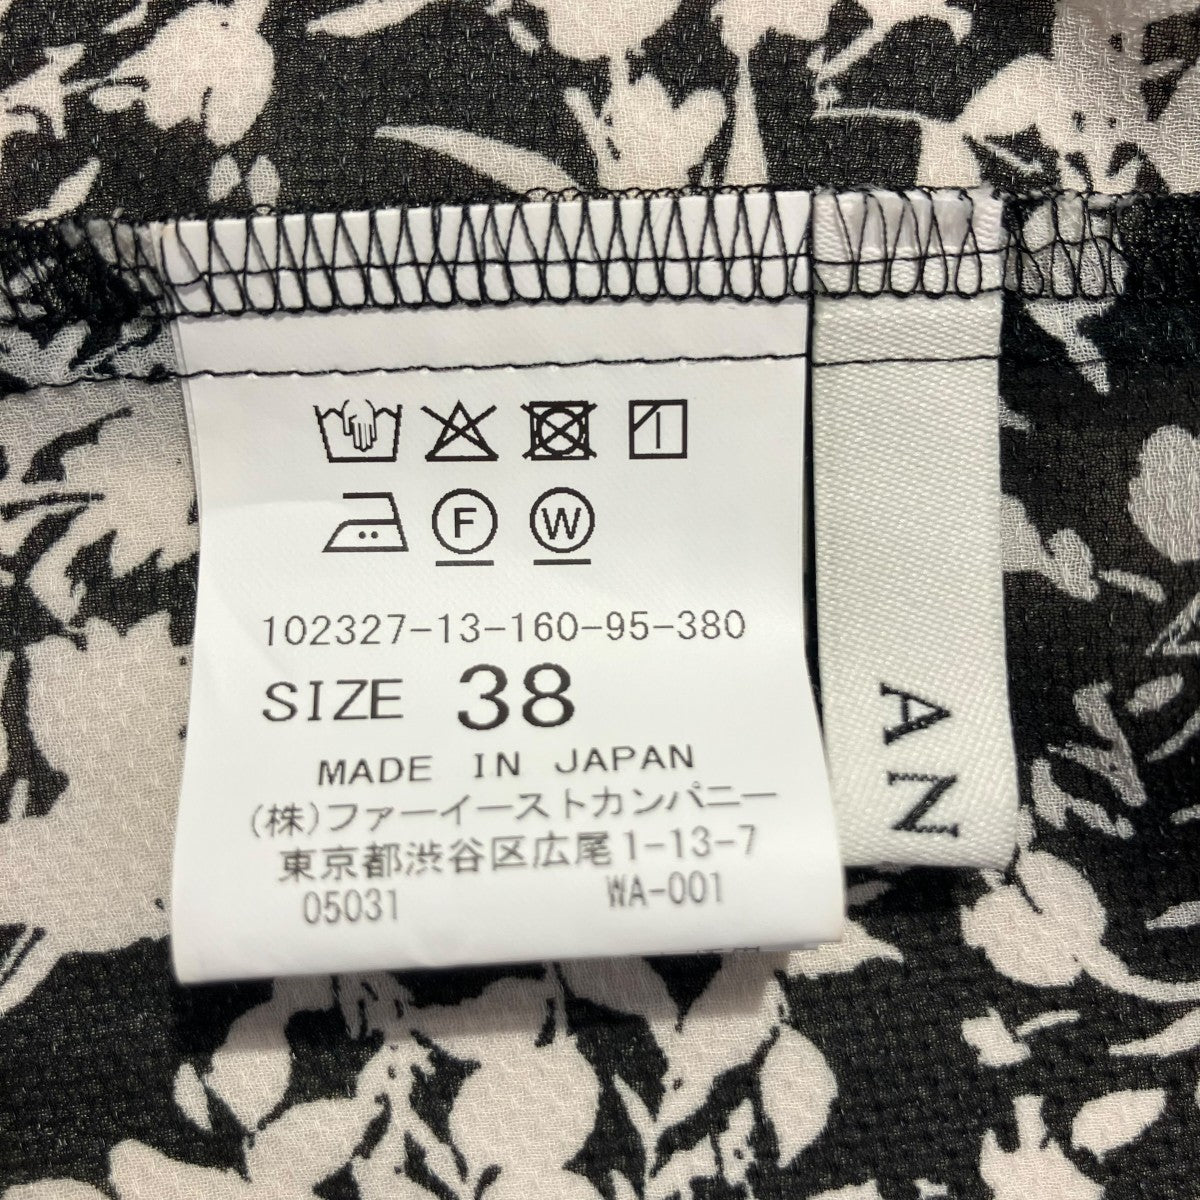 F W
102327-13-160-95-380
SIZE 38
MADE IN JAPAN
(株)ファーイーストカンパニー
東京都渋谷区広尾1-13-7
05031 WA-001
AN